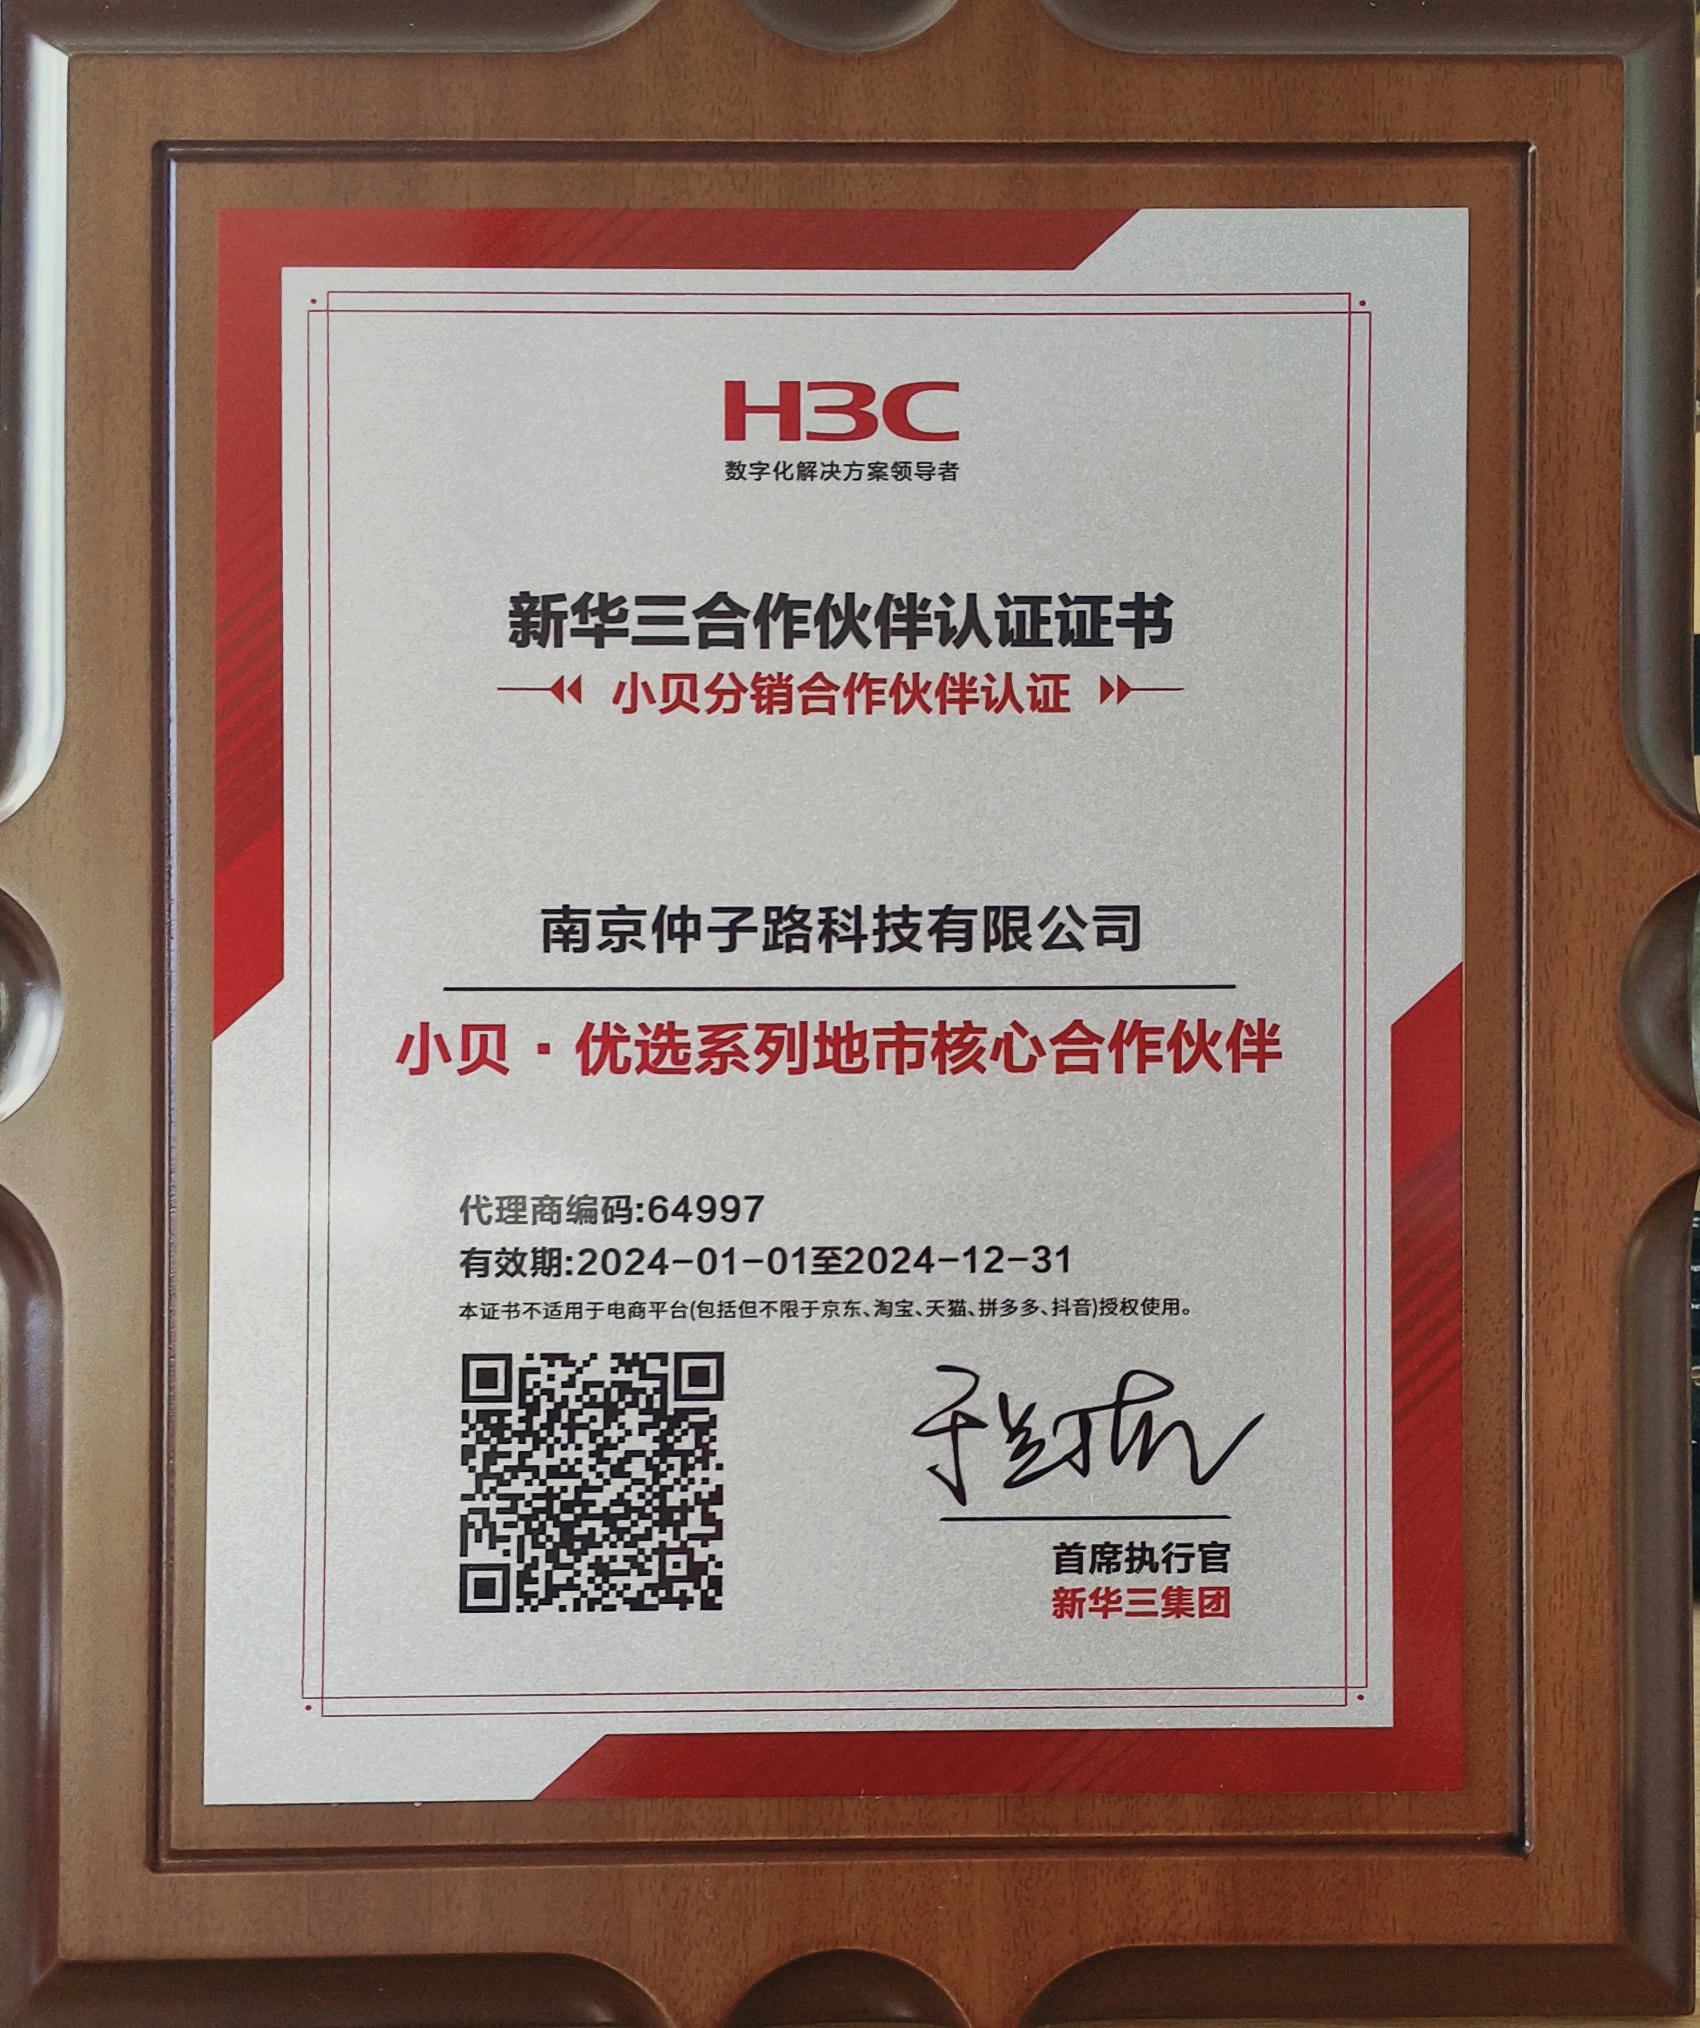 H3C
数字化解决方案领导者
新华三合作伙伴认证证书
小贝分销合作伙伴认证
南京仲子路科技有限公司
小贝·优选系列地市核心合作伙伴
代理商编码:64997
有效期:2024-01-01至2024-12-31
本证书不适用于电商平台(包括但不限于京东、淘宝、天猫、拼多多、抖音)授权使用。
首席执行官
新华三集团